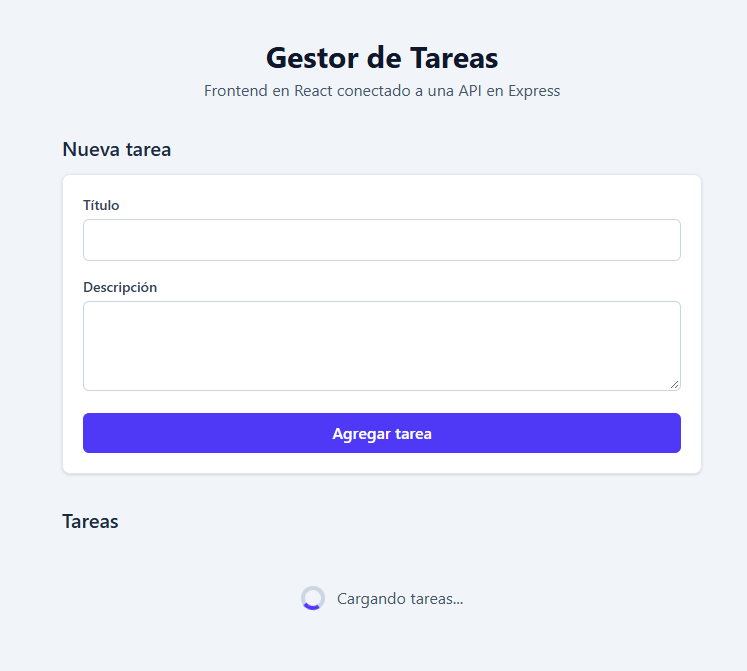 Gestor de Tareas
Frontend en React conectado a una API en Express
Nueva tarea
Título
Descripción
Agregar tarea
Tareas
Cargando tareas...